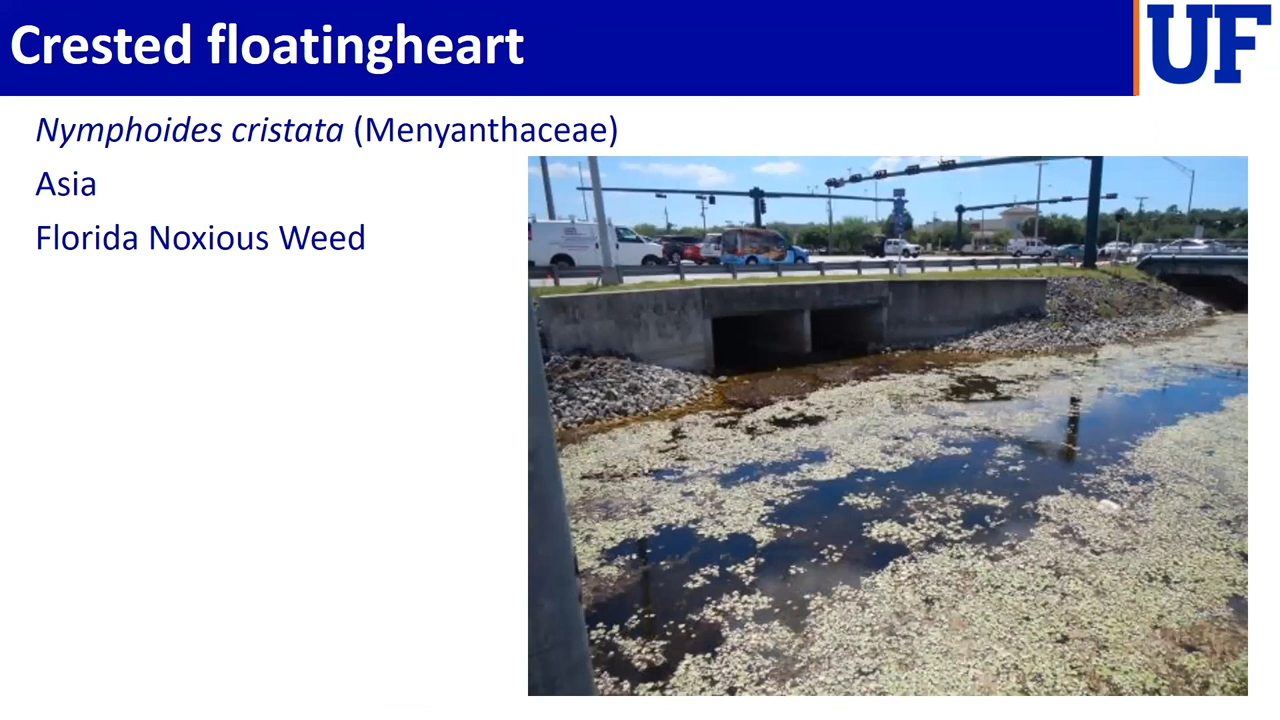 Crested floatingheart
UF
Nymphoides cristata (Menyanthaceae)
Asia
Florida Noxious Weed